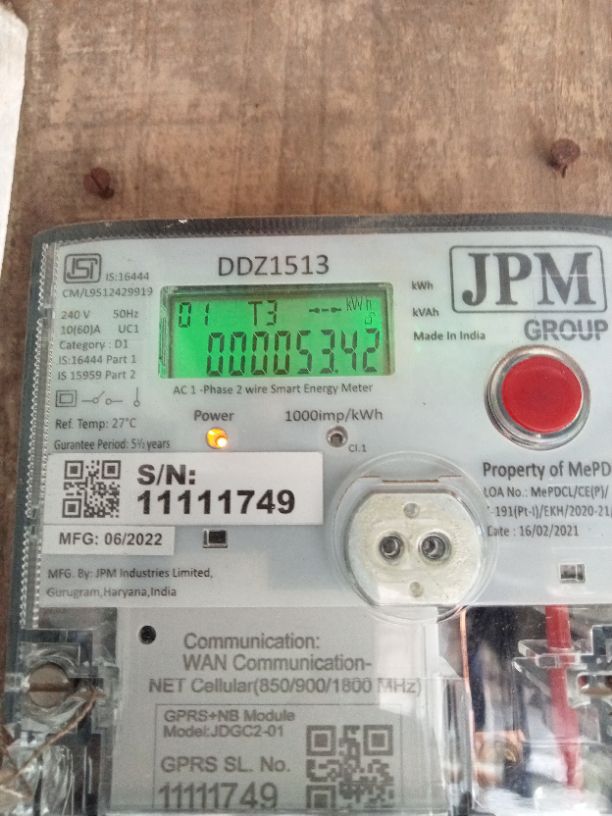 IS:16444
CM/L9512429919
DDZ1513
240 V 50Hz
10(60)A UC1
Category : D1
IS:16444 Part 1
IS 15959 Part 2
01 T3 kWh
000053.42
kWh
kVAh
Made In India
JPM
GROUP
AC 1 -Phase 2 wire Smart Energy Meter
Ref. Temp: 27°C
Gurantee Period: 5½ years
Power
1000imp/kWh
Cl.1
S/N:
11111749
MFG: 06/2022
Property of MePD
LOA No.: MePDCL/CE(P)/
-191(Pt-I)/EKH/2020-21/
Date : 16/02/2021
MFG. By: JPM Industries Limited,
Gurugram,Haryana,India
Communication:
WAN Communication-
NET Cellular(850/900/1800 MHz)
GPRS+NB Module
Model:JDGC2-01
GPRS SL. No.
11111749